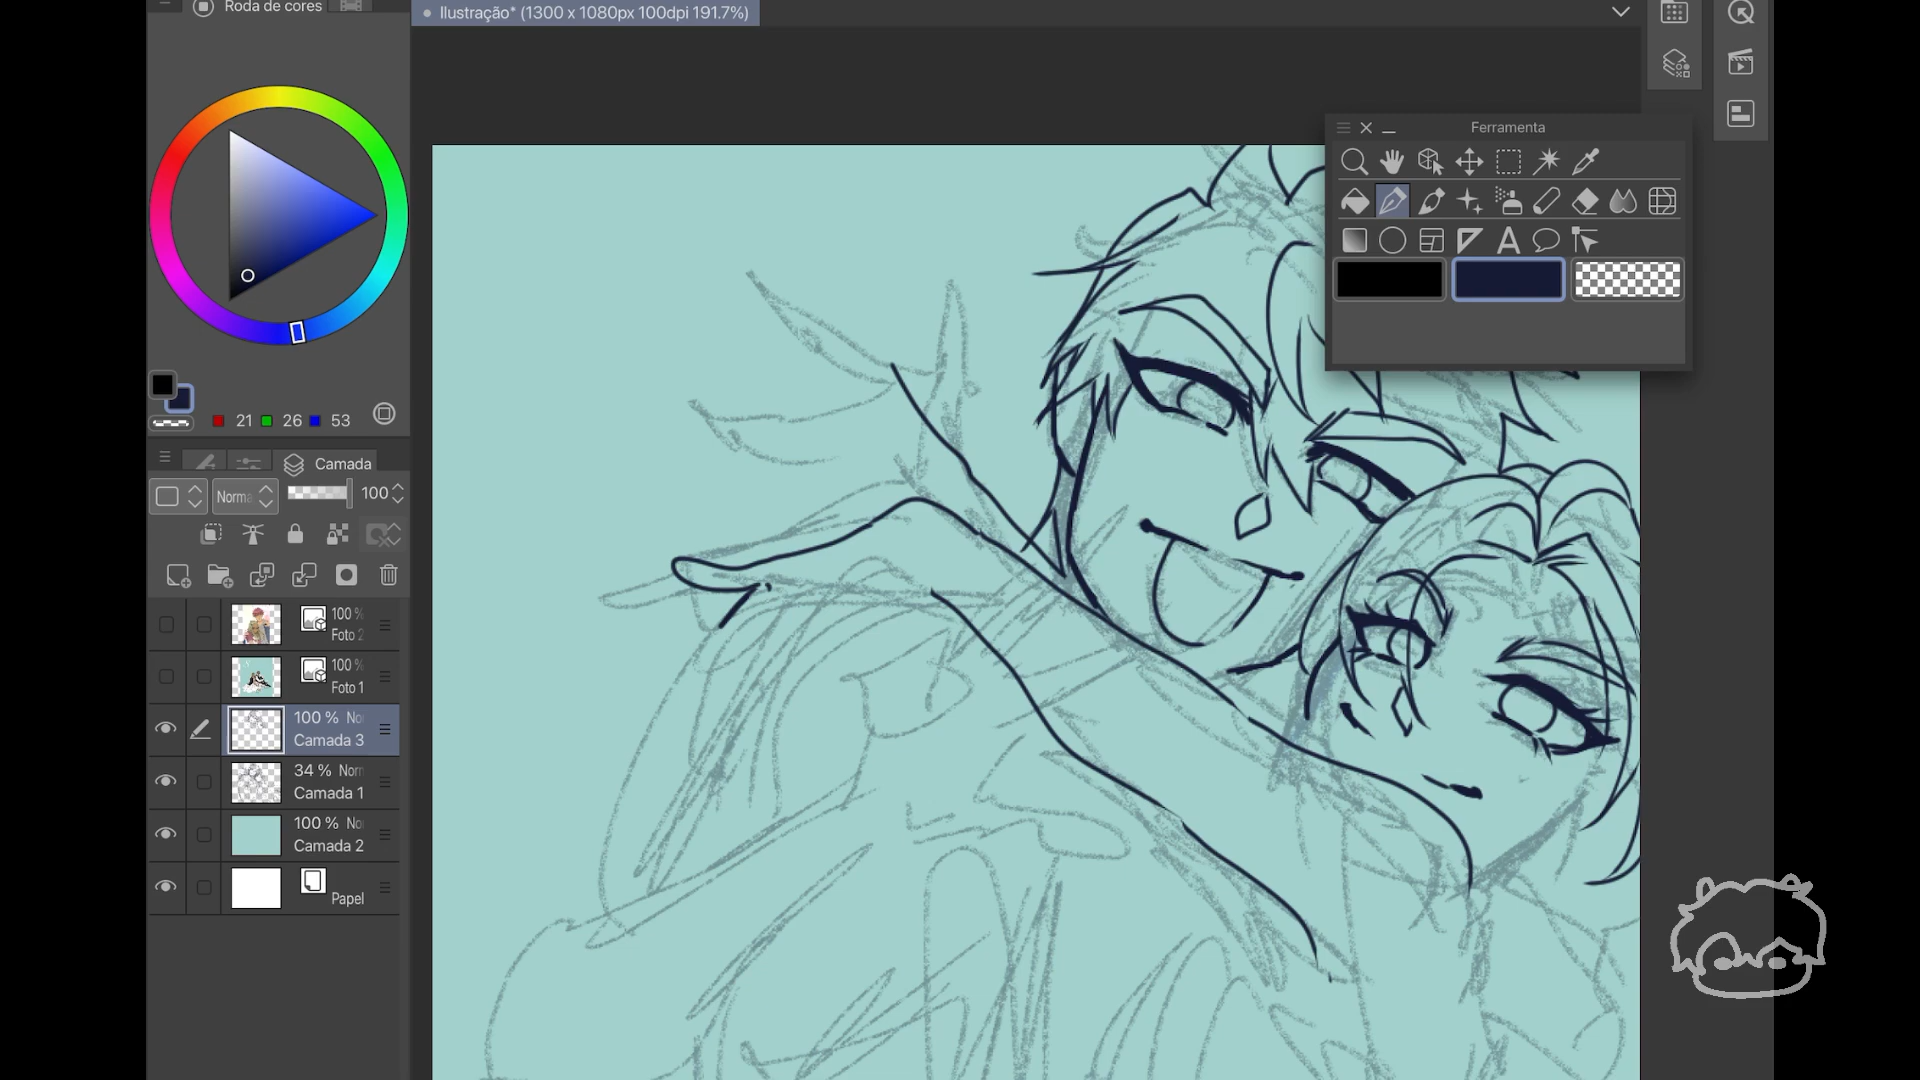 Roda de cores
Ilustração* (1300 x 1080px 100dpi 191.7%)
Ferramenta
21 26 53
Camada
Norma 100
100 %
Foto 2
100 %
Foto 1
100 % No
Camada 3
34 % Norm
Camada 1
100 % No
Camada 2
Papel